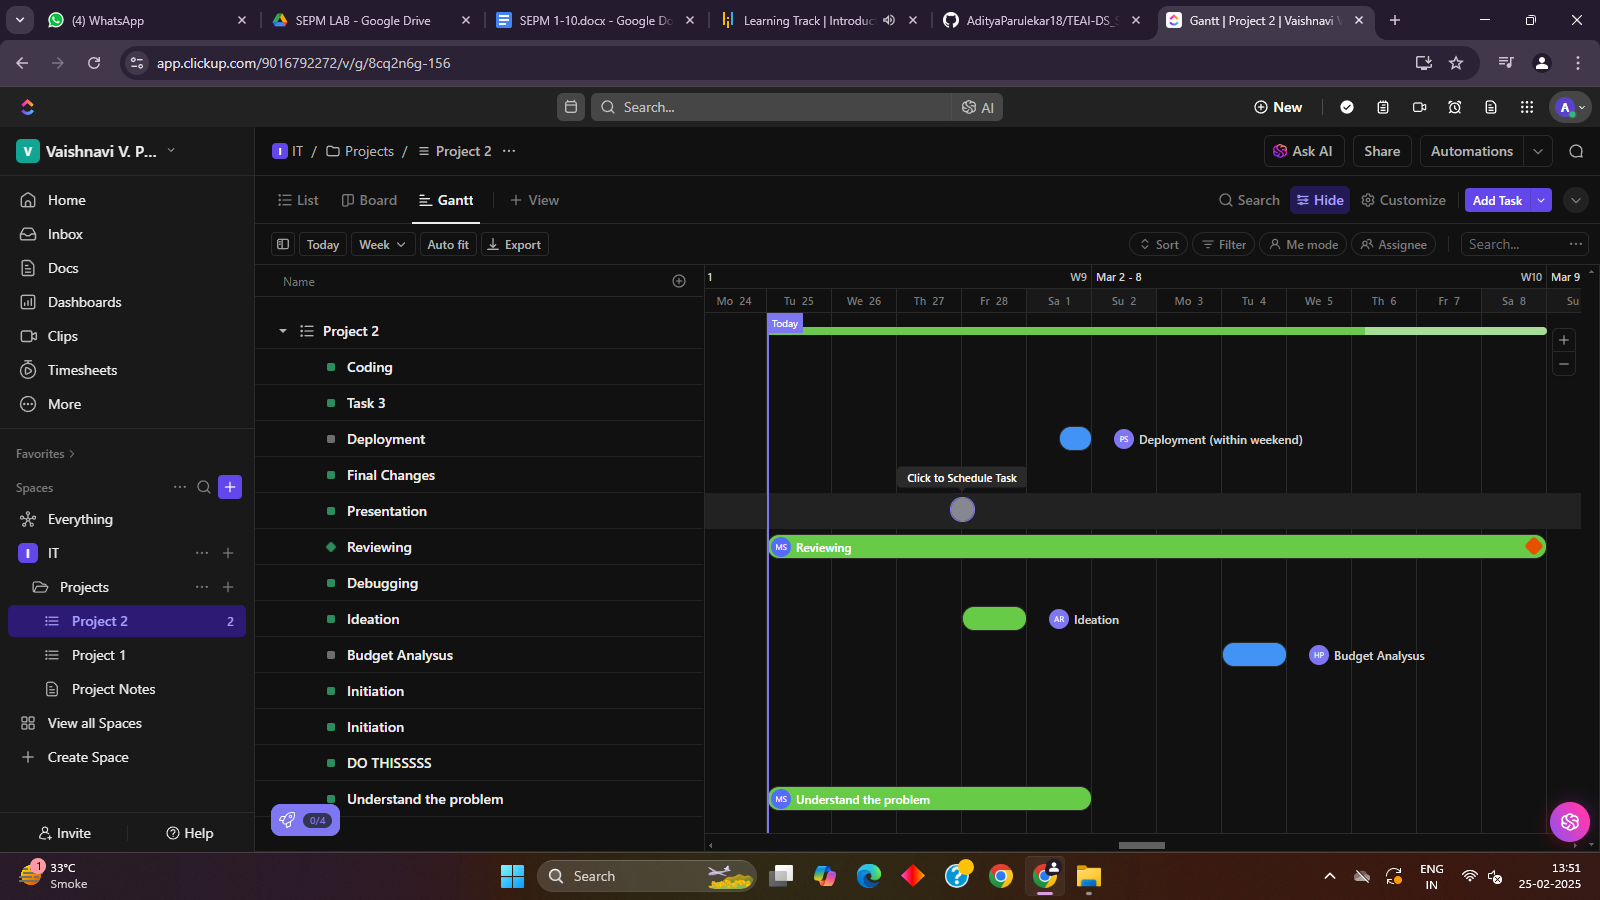 (4) WhatsApp
SEPM LAB - Google Drive
SEPM 1-10.docx - Google Do
Learning Track | Introduc
AdityaParulekar18/TEAI-DS_S
Gantt | Project 2 | Vaishnavi V
app.clickup.com/9016792272/v/g/8cq2n6g-156
Search...
AI
New
A
V Vaishnavi V. P...
I IT / Projects / Project 2 ...
Ask AI
Share
Automations
Home
Inbox
Docs
Dashboards
Clips
Timesheets
More
Favorites
Spaces
Everything
I IT
Projects
Project 2 2
Project 1
Project Notes
View all Spaces
Create Space
Invite
Help
List
Board
Gantt
View
Search
Hide
Customize
Add Task
Today
Week
Auto fit
Export
Sort
Filter
Me mode
Assignee
Search...
Name
1 W9 Mar 2 - 8 W10 Mar 9
Mo 24 Tu 25 We 26 Th 27 Fr 28 Sa 1 Su 2 Mo 3 Tu 4 We 5 Th 6 Fr 7 Sa 8 Su
Today
Project 2
Coding
Task 3
Deployment
PS Deployment (within weekend)
Final Changes
Click to Schedule Task
Presentation
Reviewing
MS Reviewing
Debugging
Ideation
AR Ideation
Budget Analysus
HP Budget Analysus
Initiation
Initiation
DO THISSSSS
Understand the problem
MS Understand the problem
0/4
1
33°C
Smoke
Search
ENG
IN
13:51
25-02-2025